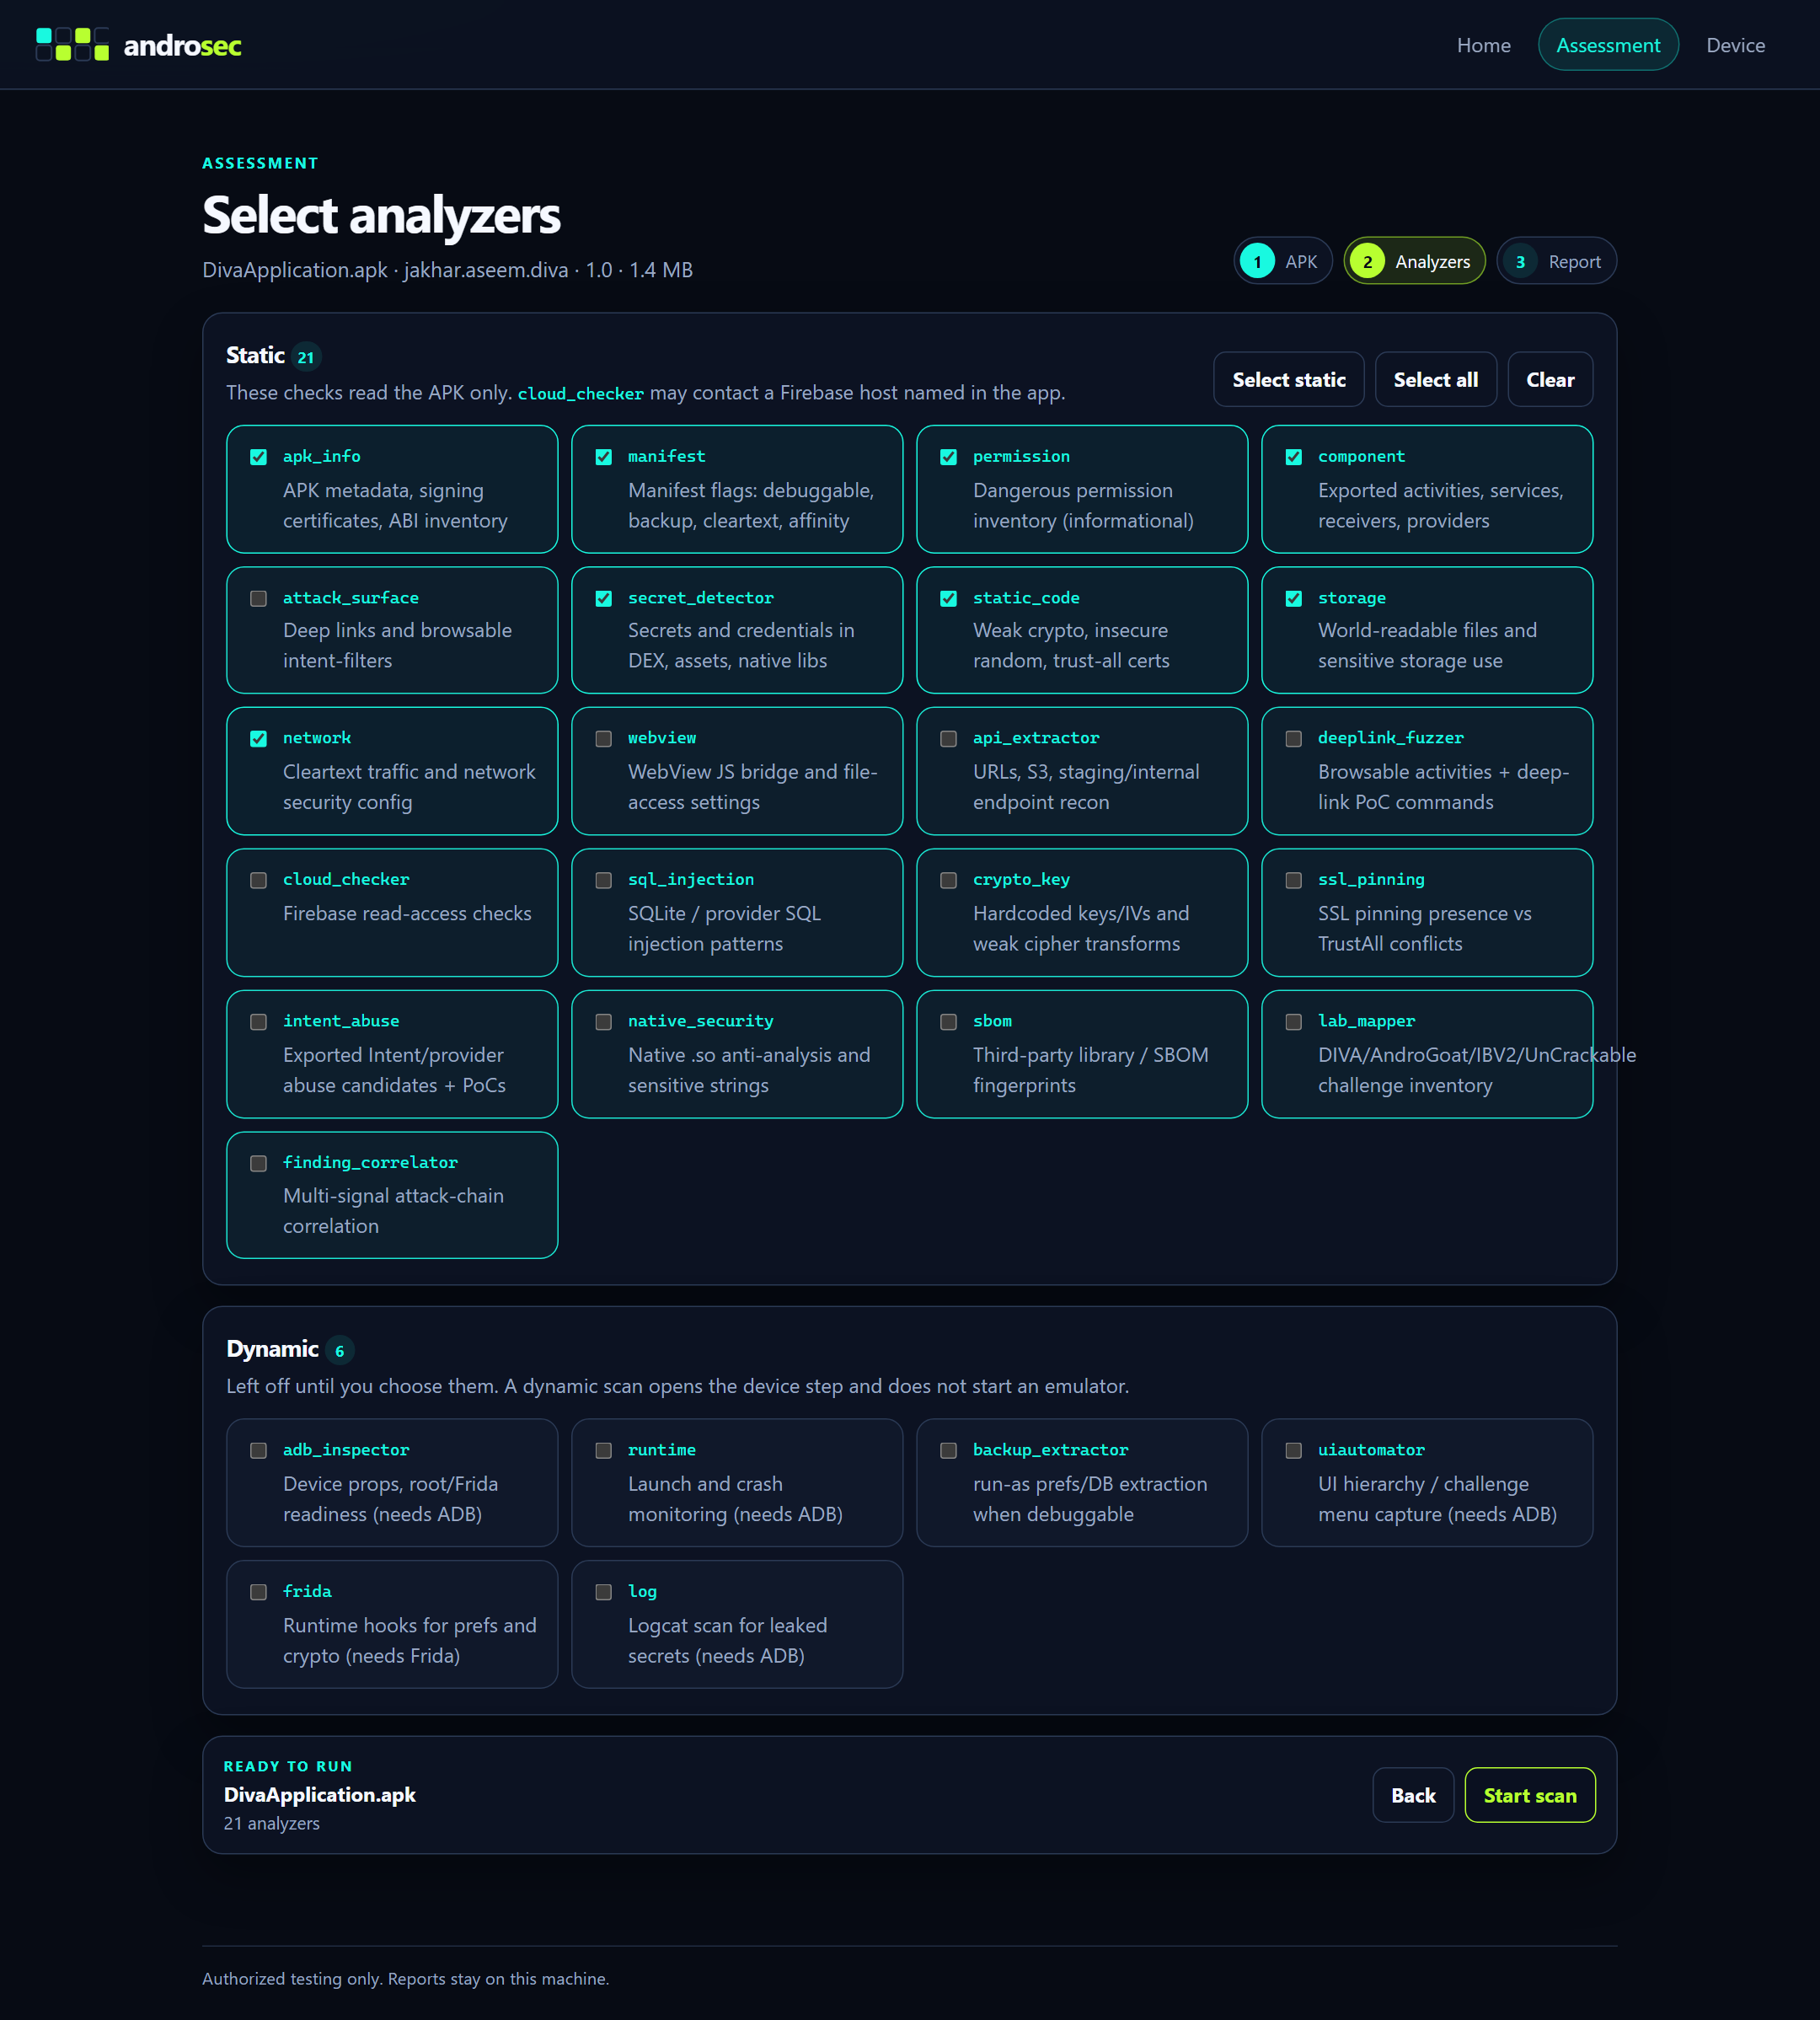 androsec
Home
Assessment
Device
ASSESSMENT
Select analyzers
DivaApplication.apk · jakhar.aseem.diva · 1.0 · 1.4 MB
1 APK
2 Analyzers
3 Report
Static 21
These checks read the APK only. cloud_checker may contact a Firebase host named in the app.
Select static
Select all
Clear
apk_info
APK metadata, signing
certificates, ABI inventory
manifest
Manifest flags: debuggable,
backup, cleartext, affinity
permission
Dangerous permission
inventory (informational)
component
Exported activities, services,
receivers, providers
attack_surface
Deep links and browsable
intent-filters
secret_detector
Secrets and credentials in
DEX, assets, native libs
static_code
Weak crypto, insecure
random, trust-all certs
storage
World-readable files and
sensitive storage use
network
Cleartext traffic and network
security config
webview
WebView JS bridge and file-
access settings
api_extractor
URLs, S3, staging/internal
endpoint recon
deeplink_fuzzer
Browsable activities + deep-
link PoC commands
cloud_checker
Firebase read-access checks
sql_injection
SQLite / provider SQL
injection patterns
crypto_key
Hardcoded keys/IVs and
weak cipher transforms
ssl_pinning
SSL pinning presence vs
TrustAll conflicts
intent_abuse
Exported Intent/provider
abuse candidates + PoCs
native_security
Native .so anti-analysis and
sensitive strings
sbom
Third-party library / SBOM
fingerprints
lab_mapper
DIVA/AndroGoat/IBV2/UnCrackable
challenge inventory
finding_correlator
Multi-signal attack-chain
correlation
Dynamic 6
Left off until you choose them. A dynamic scan opens the device step and does not start an emulator.
adb_inspector
Device props, root/Frida
readiness (needs ADB)
runtime
Launch and crash
monitoring (needs ADB)
backup_extractor
run-as prefs/DB extraction
when debuggable
uiautomator
UI hierarchy / challenge
menu capture (needs ADB)
frida
Runtime hooks for prefs and
crypto (needs Frida)
log
Logcat scan for leaked
secrets (needs ADB)
READY TO RUN
DivaApplication.apk
21 analyzers
Back
Start scan
Authorized testing only. Reports stay on this machine.